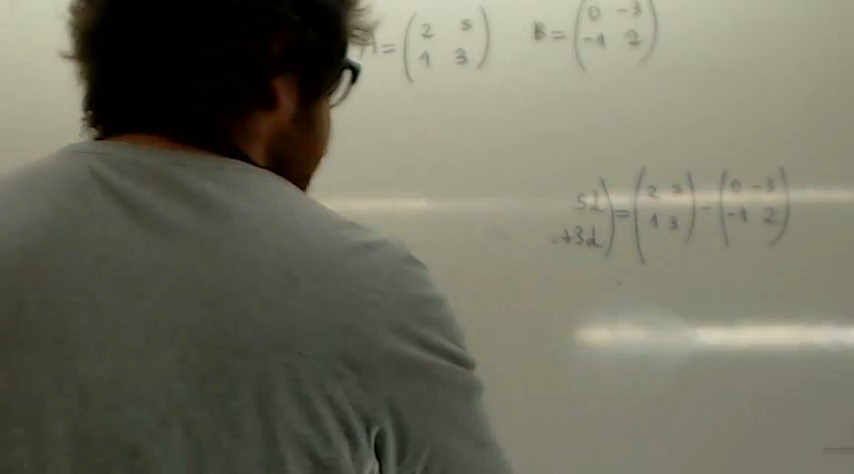 A = (2 5) B = (0 -3)
(1 3) (-1 2)
5d) = (2 5) - (0 -3)
+3d) (1 3) (-1 2)